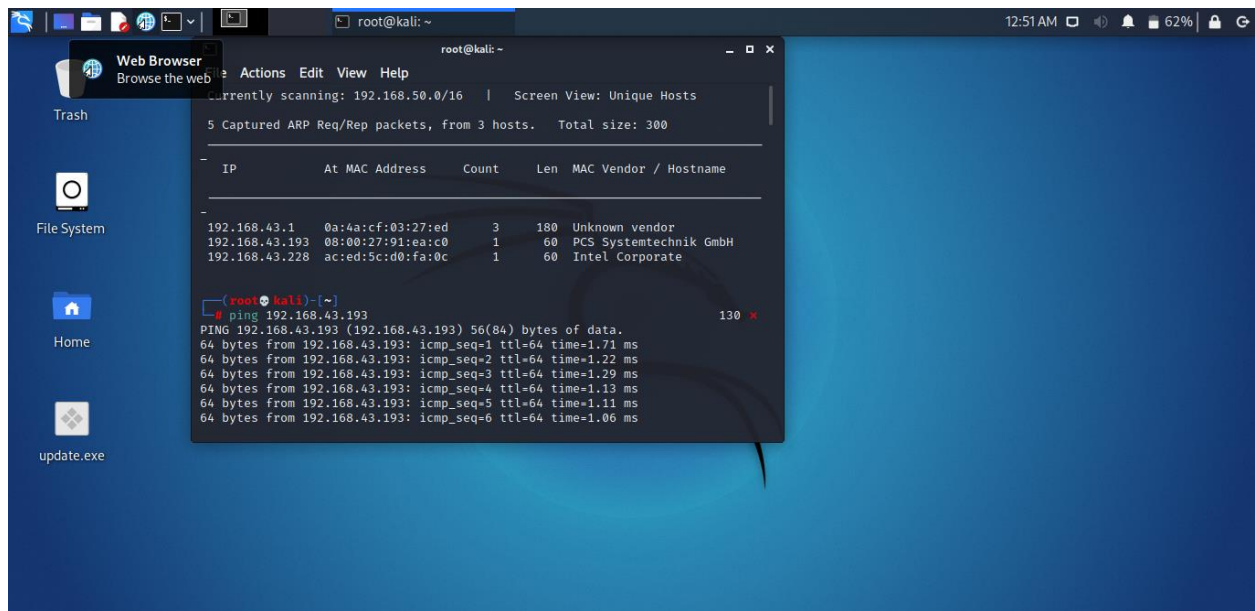 root@kali: ~
12:51 AM
62%
Web Browser
Browse the web
Trash
File System
Home
update.exe
root@kali: ~
Actions Edit View Help
Currently scanning: 192.168.50.0/16 | Screen View: Unique Hosts
5 Captured ARP Req/Rep packets, from 3 hosts. Total size: 300
_____________________________________________________________________________
IP At MAC Address Count Len MAC Vendor / Hostname
-----------------------------------------------------------------------------
192.168.43.1 0a:4a:cf:03:27:ed 3 180 Unknown vendor
192.168.43.193 08:00:27:91:ea:c0 1 60 PCS Systemtechnik GmbH
192.168.43.228 ac:ed:5c:d0:fa:0c 1 60 Intel Corporate
┌──(root💀kali)-[~]
└─# ping 192.168.43.193 130 ⨯
PING 192.168.43.193 (192.168.43.193) 56(84) bytes of data.
64 bytes from 192.168.43.193: icmp_seq=1 ttl=64 time=1.71 ms
64 bytes from 192.168.43.193: icmp_seq=2 ttl=64 time=1.22 ms
64 bytes from 192.168.43.193: icmp_seq=3 ttl=64 time=1.29 ms
64 bytes from 192.168.43.193: icmp_seq=4 ttl=64 time=1.13 ms
64 bytes from 192.168.43.193: icmp_seq=5 ttl=64 time=1.11 ms
64 bytes from 192.168.43.193: icmp_seq=6 ttl=64 time=1.06 ms